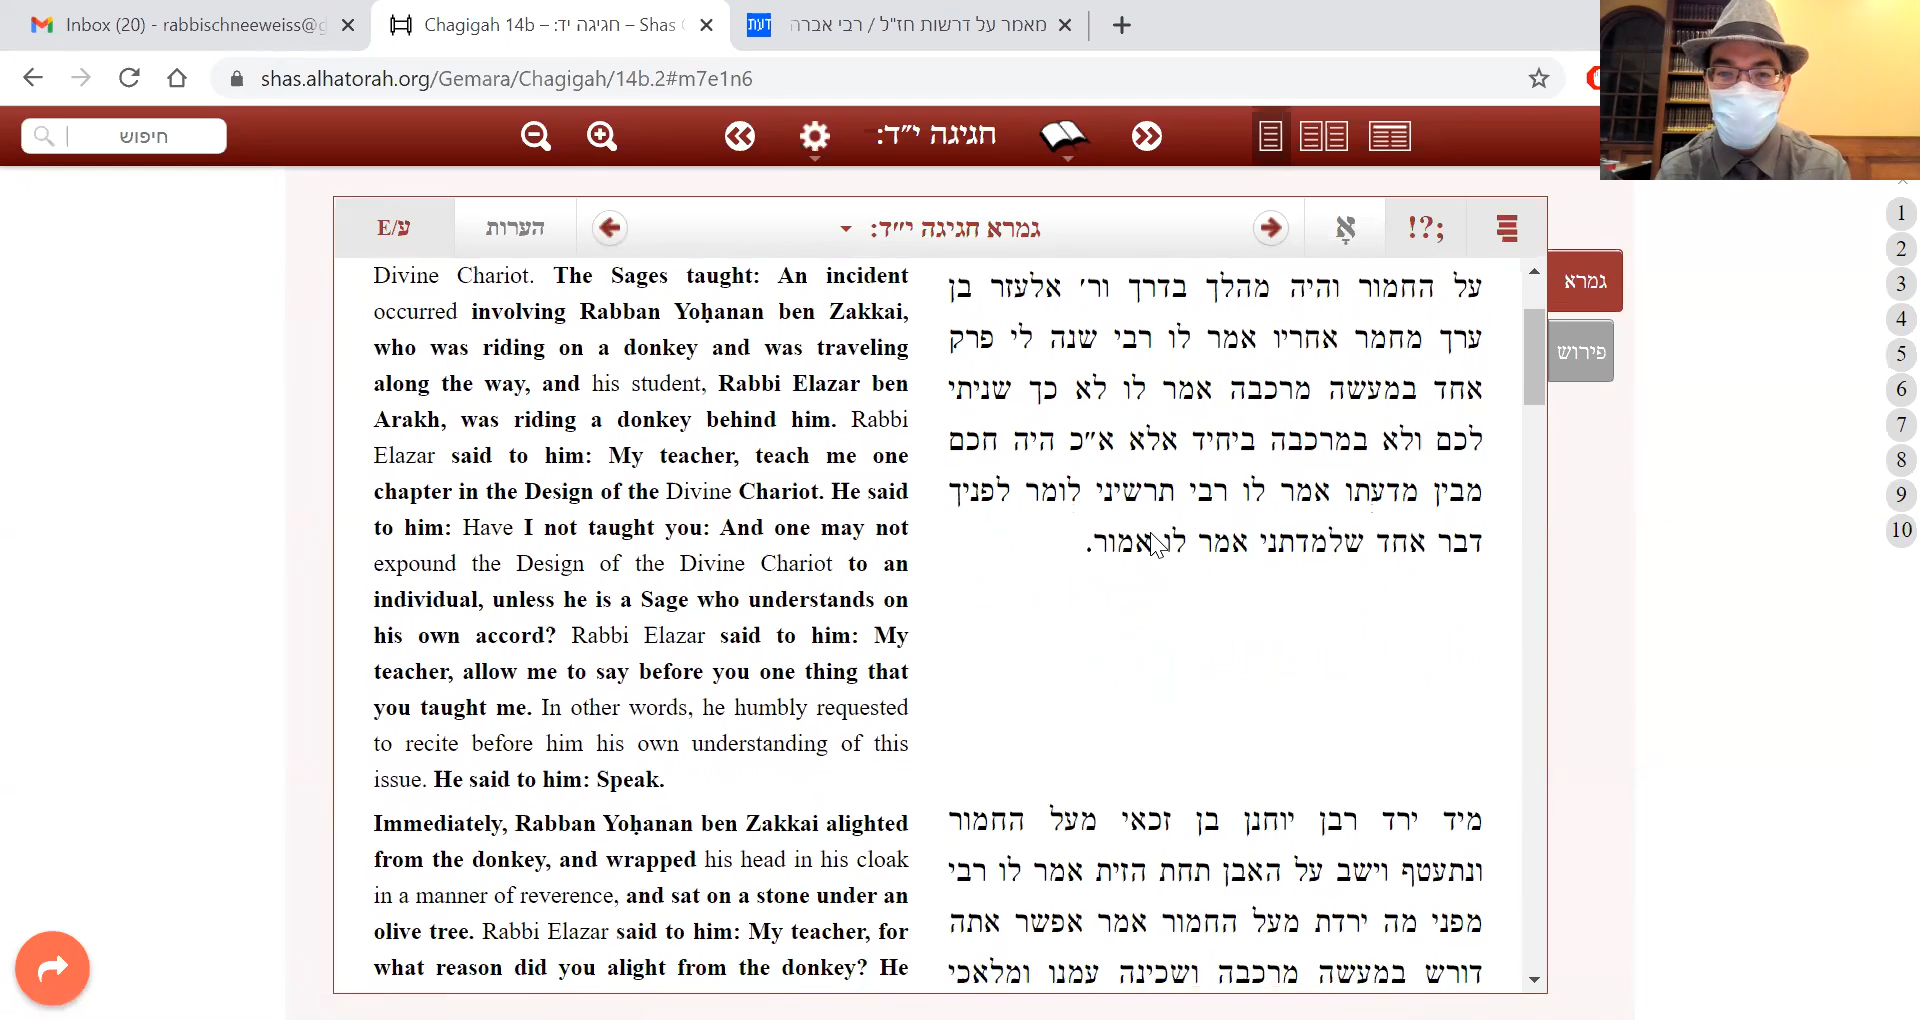 Inbox (20) - rabbischneeweiss@g
Chagigah 14b – חגיגה יד: – Shas
מאמר על דרשות חז"ל / רבי אברה
shas.alhatorah.org/Gemara/Chagigah/14b.2#m7e1n6
חיפוש
חגיגה י״ד:
E/ע
הערות
גמרא חגיגה י״ד:
אָ
!?;
גמרא
פירוש
Divine Chariot. The Sages taught: An incident
occurred involving Rabban Yoḥanan ben Zakkai,
who was riding on a donkey and was traveling
along the way, and his student, Rabbi Elazar ben
Arakh, was riding a donkey behind him. Rabbi
Elazar said to him: My teacher, teach me one
chapter in the Design of the Divine Chariot. He said
to him: Have I not taught you: And one may not
expound the Design of the Divine Chariot to an
individual, unless he is a Sage who understands on
his own accord? Rabbi Elazar said to him: My
teacher, allow me to say before you one thing that
you taught me. In other words, he humbly requested
to recite before him his own understanding of this
issue. He said to him: Speak.
Immediately, Rabban Yoḥanan ben Zakkai alighted
from the donkey, and wrapped his head in his cloak
in a manner of reverence, and sat on a stone under an
olive tree. Rabbi Elazar said to him: My teacher, for
what reason did you alight from the donkey? He
על החמור והיה מהלך בדרך ור׳ אלעזר בן
ערך מחמר אחריו אמר לו רבי שנה לי פרק
אחד במעשה מרכבה אמר לו לא כך שניתי
לכם ולא במרכבה ביחיד אלא א״כ היה חכם
מבין מדעתו אמר לו רבי תרשיני לומר לפניך
דבר אחד שלמדתני אמר לו אמור.
מיד ירד רבן יוחנן בן זכאי מעל החמור
ונתעטף וישב על האבן תחת הזית אמר לו רבי
מפני מה ירדת מעל החמור אמר אפשר אתה
דורש במעשה מרכבה ושכינה עמנו ומלאכי
1
2
3
4
5
6
7
8
9
10